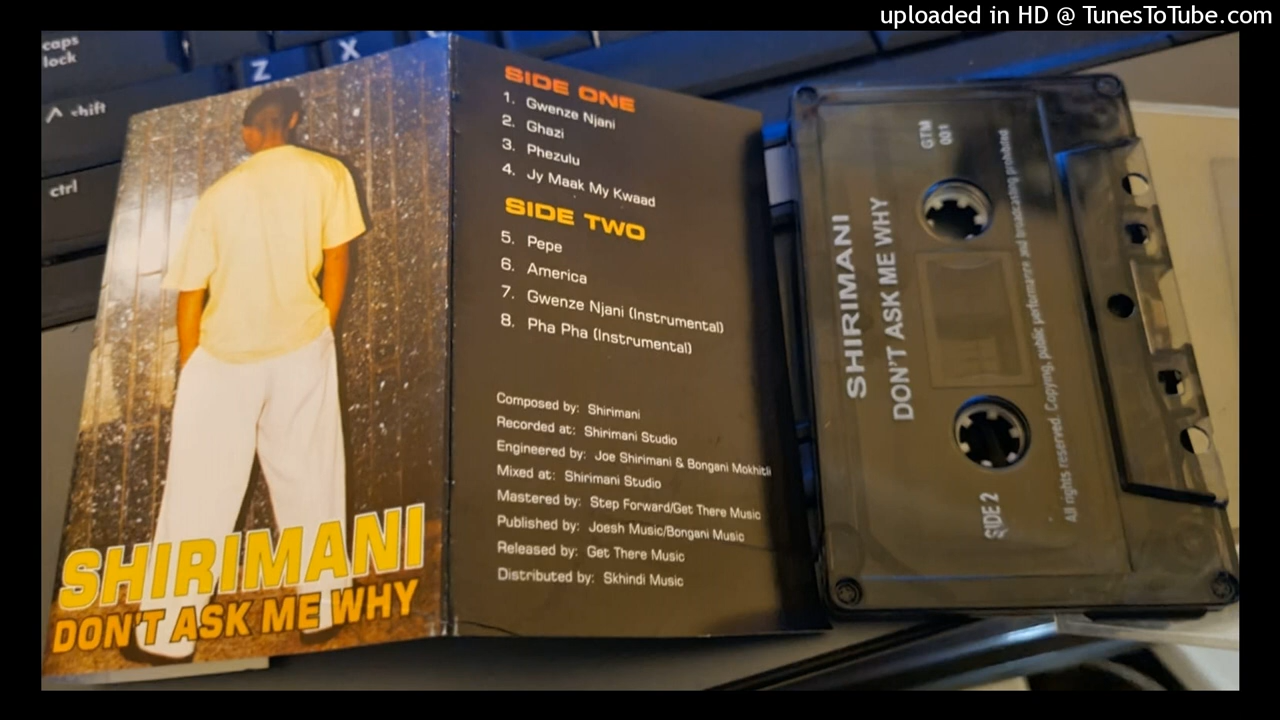 uploaded in HD @ TunesToTube.com
caps
lock
Z
X
shift
ctrl
SHIRIMANI
DON'T ASK ME WHY
SIDE ONE
1. Gwenze Njani
2. Ghazi
3. Phezulu
4. Jy Maak My Kwaad
SIDE TWO
5. Pepe
6. America
7. Gwenze Njani (Instrumental)
8. Pha Pha (Instrumental)
Composed by: Shirimani
Recorded at: Shirimani Studio
Engineered by: Joe Shirimani & Bongani
Mixed at: Shirimani Studio
Mastered by: Step Forward/Get There Music
Published by: Joesh Music/Bongani Music
Released by: Get There Music
Distributed by: Skhindi Music
SHIRIMANI
DON'T ASK ME WHY
GTM
001
SIDE 2
All rights reserved. Copying, public performance and broadcasting prohibited